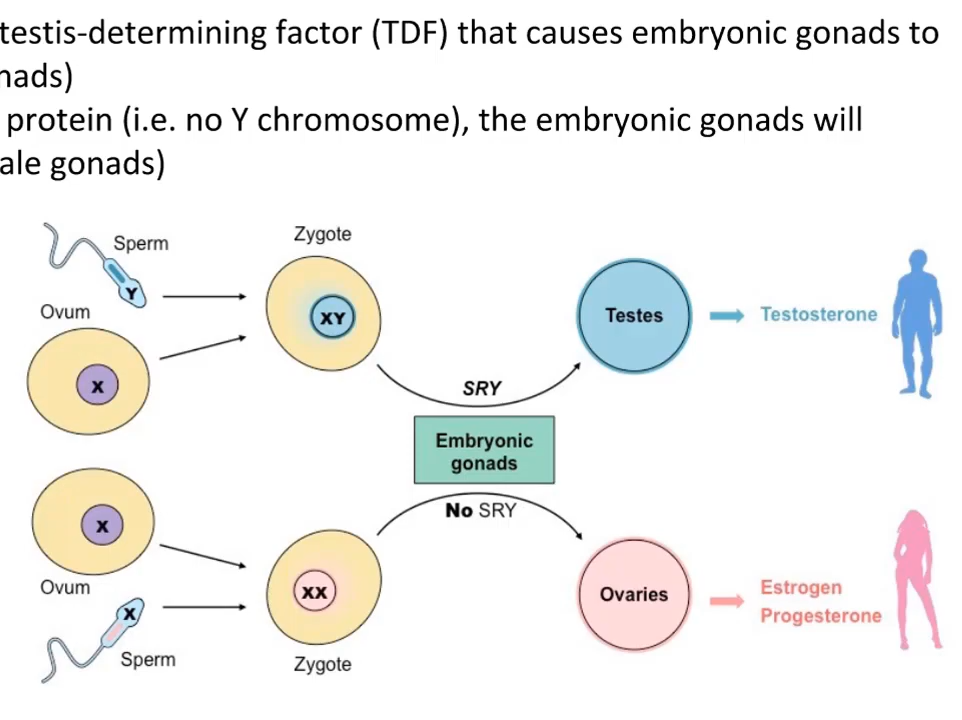 testis-determining factor (TDF) that causes embryonic gonads to
nads)
protein (i.e. no Y chromosome), the embryonic gonads will
ale gonads)
Sperm
Zygote
Y
Ovum
XY
Testes
Testosterone
X
SRY
Embryonic
gonads
No SRY
X
Ovum
XX
Ovaries
Estrogen
Progesterone
X
Sperm
Zygote